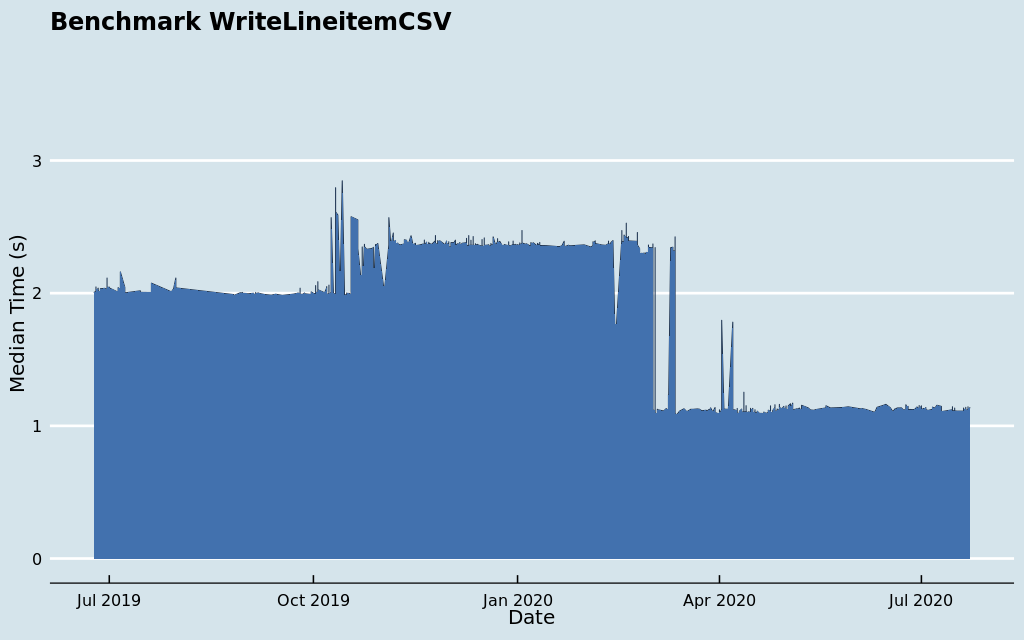 Benchmark WriteLineitemCSV
Median Time (s)
3
2
1
0
Jul 2019 Oct 2019 Jan 2020 Apr 2020 Jul 2020
Date